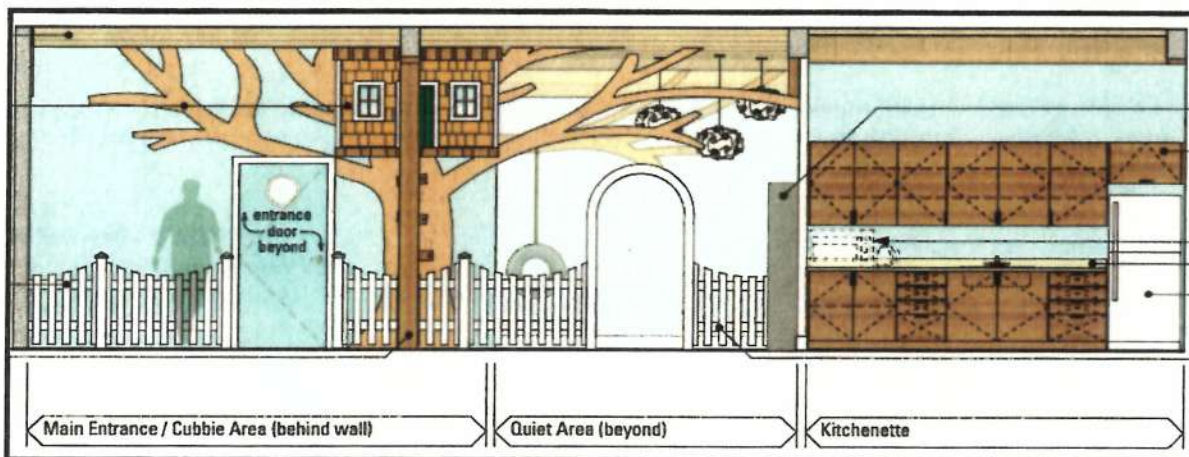 entrance
door
beyond
Main Entrance / Cubbie Area (behind wall)
Quiet Area (beyond)
Kitchenette